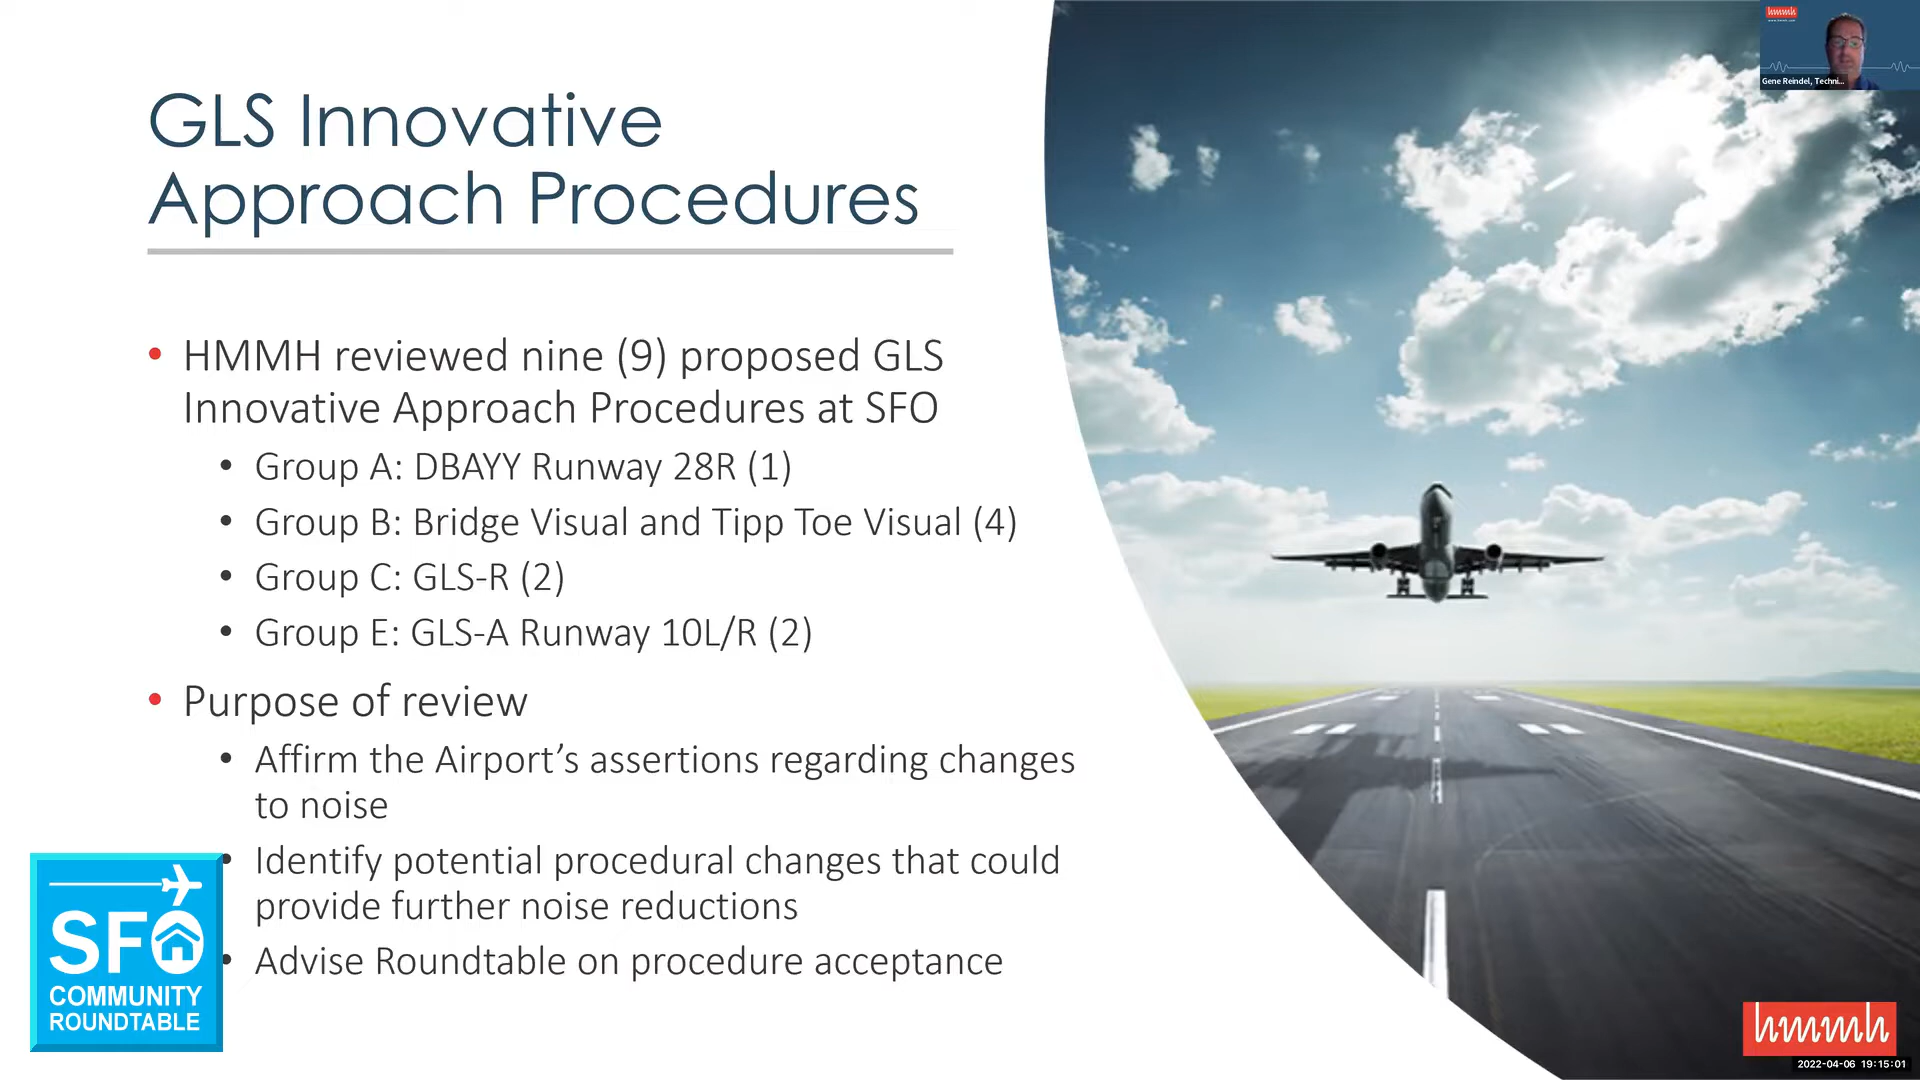 GLS Innovative
Approach Procedures
• HMMH reviewed nine (9) proposed GLS
Innovative Approach Procedures at SFO
• Group A: DBAYY Runway 28R (1)
• Group B: Bridge Visual and Tipp Toe Visual (4)
• Group C: GLS-R (2)
• Group E: GLS-A Runway 10L/R (2)
• Purpose of review
• Affirm the Airport’s assertions regarding changes
to noise
• Identify potential procedural changes that could
provide further noise reductions
• Advise Roundtable on procedure acceptance
SFO
COMMUNITY
ROUNDTABLE
hmmh
Gene Reindel, Techni...
hmmh
2022-04-06 19:15:01